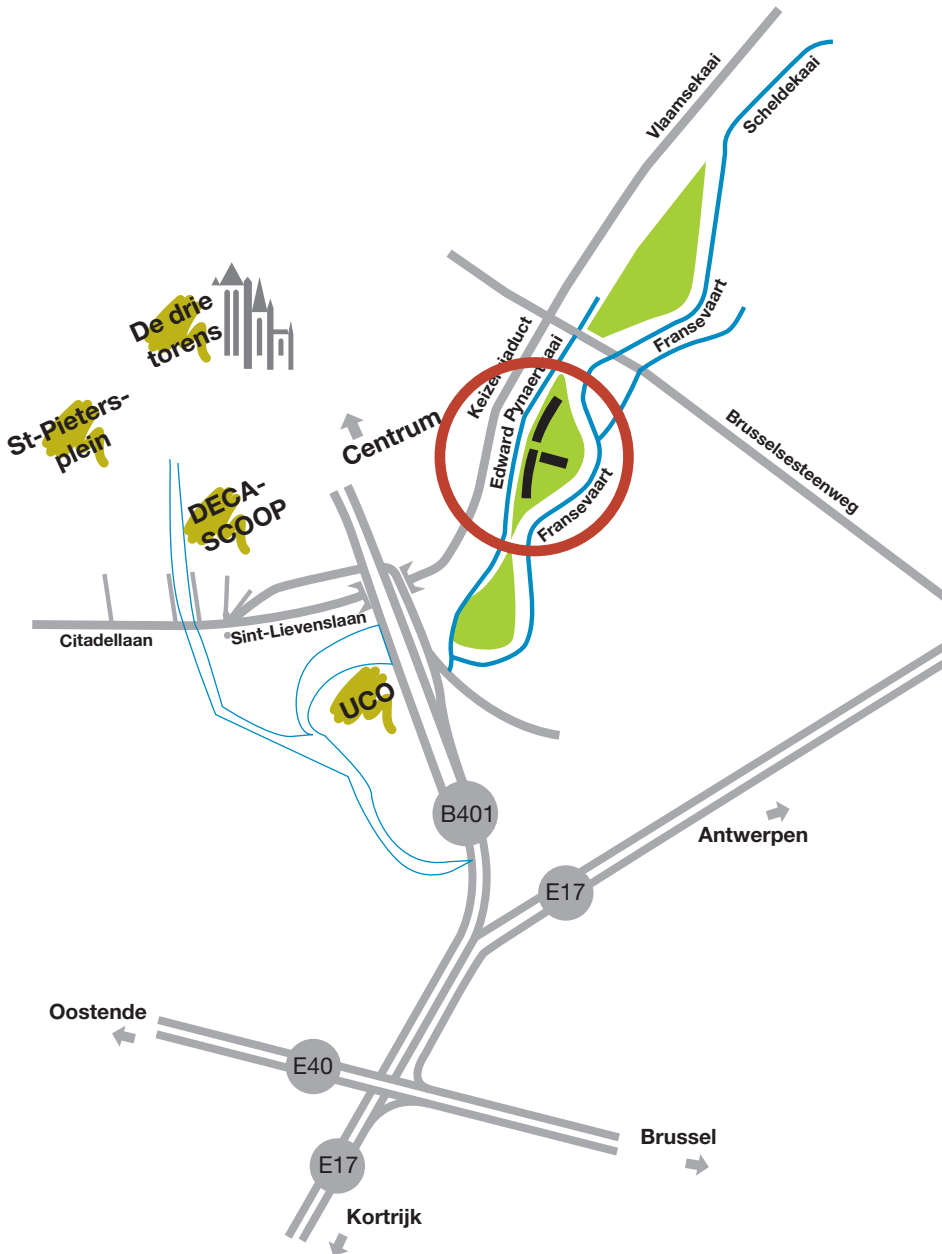 Vlaamsekaai
Scheldekaai
De drie
torens
Fransevaart
Keizerviaduct
Edward Pynaertkaai
St-Pieters-
plein
Centrum
Brusselsesteenweg
DECA-
SCOOP
Fransevaart
Citadellaan
Sint-Lievenslaan
UCO
B401
Antwerpen
E17
Oostende
E40
Brussel
E17
Kortrijk